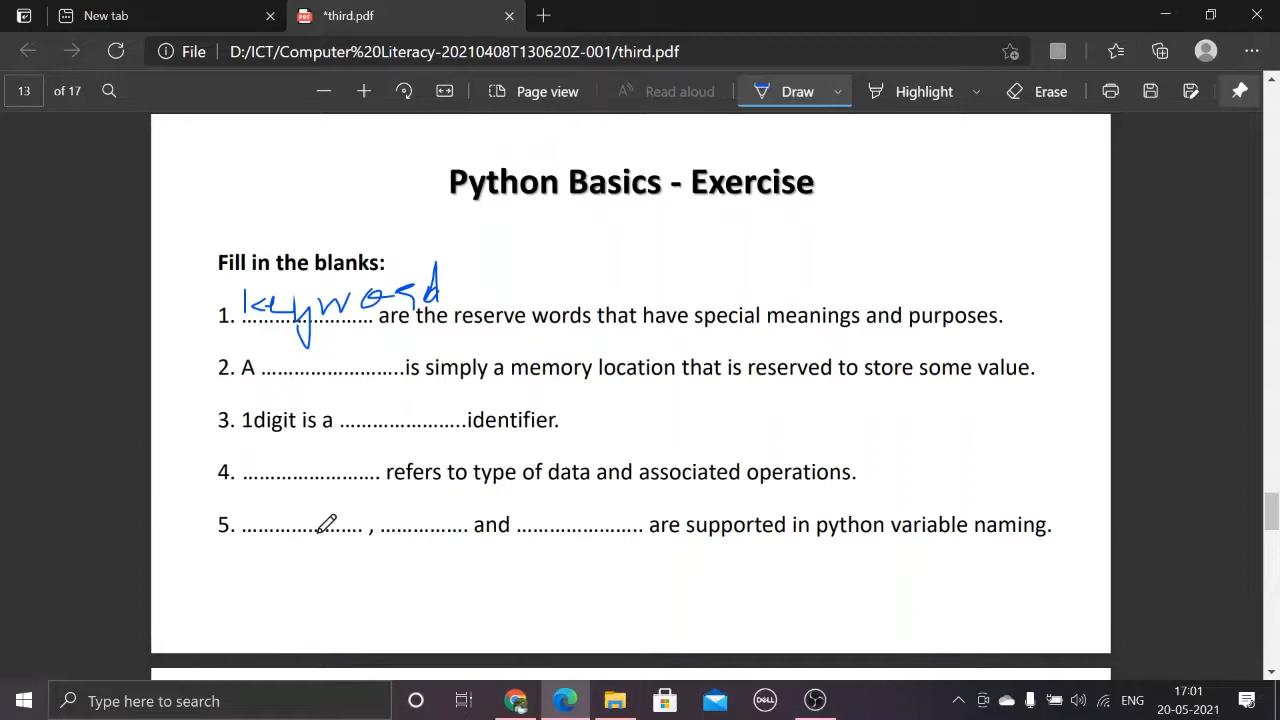 New tab
*third.pdf
File D:/ICT/Computer%20Literacy-20210408T130620Z-001/third.pdf
13 of 17 Page view Read aloud Draw Highlight Erase
Python Basics - Exercise
Fill in the blanks:
keyword
1. …………………… are the reserve words that have special meanings and purposes.
2. A ……………………..is simply a memory location that is reserved to store some value.
3. 1digit is a …………………..identifier.
4. ……………………. refers to type of data and associated operations.
5. …………………. , ……………. and ………………….. are supported in python variable naming.
Type here to search
DELL
ENG
17:01
20-05-2021